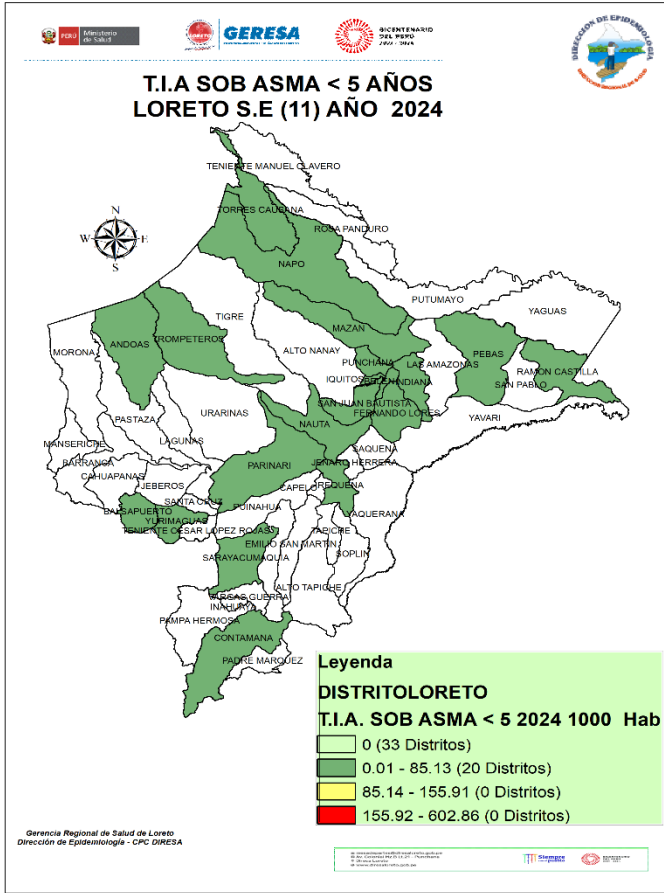 PERÚ Ministerio de Salud
GERESA
BICENTENARIO DEL PERÚ 2021 - 2024
DIRECCIÓN DE EPIDEMIOLOGÍA
DIRECCION REGIONAL DE SALUD
T.I.A SOB ASMA < 5 AÑOS
LORETO S.E (11) AÑO 2024
N
W E
S
TENIENTE MANUEL CLAVERO
TORRES CAUSANA
ROSA PANDURO
NAPO
PUTUMAYO
YAGUAS
TIGRE
MAZAN
ANDOAS
TROMPETEROS
MORONA
ALTO NANAY
PUNCHANA
LAS AMAZONAS
PEBAS
RAMON CASTILLA
IQUITOS
BELEN
INDIANA
SAN PABLO
SAN JUAN BAUTISTA
FERNANDO LORES
YAVARI
PASTAZA
URARINAS
NAUTA
LAGUNAS
MANSERICHE
SAQUENA
BARRANCA
PARINARI
JENARO HERRERA
CAHUAPANAS
JEBEROS
CAPELO
REQUENA
SANTA CRUZ
PUINAHUA
YAQUERANA
BALSAPUERTO
YURIMAGUAS
TENIENTE CESAR LOPEZ ROJAS
TAPICHE
EMILIO SAN MARTIN
SOPLIN
SARAYACU
MAQUIA
ALTO TAPICHE
VARGAS GUERRA
INAHUAYA
PAMPA HERMOSA
CONTAMANA
PADRE MARQUEZ
Leyenda
DISTRITOLORETO
T.I.A. SOB ASMA < 5 2024 1000 Hab
0 (33 Distritos)
0.01 - 85.13 (20 Distritos)
85.14 - 155.91 (0 Distritos)
155.92 - 602.86 (0 Distritos)
Gerencia Regional de Salud de Loreto
Dirección de Epidemiología - CPC DIRESA
Siempre con el pueblo